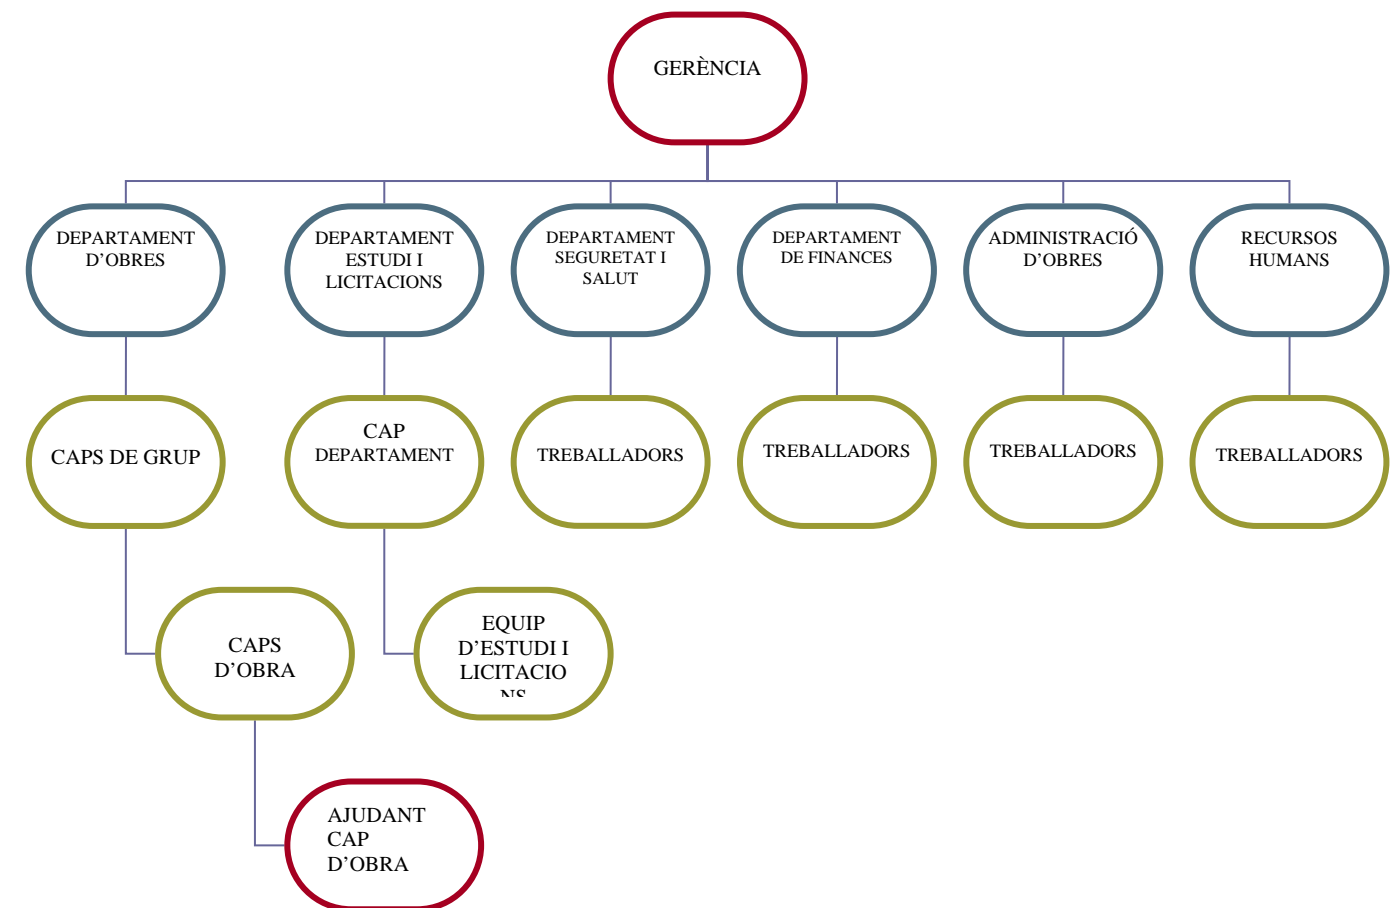 GERÈNCIA
DEPARTAMENT
D’OBRES
DEPARTAMENT
ESTUDI I
LICITACIONS
DEPARTAMENT
SEGURETAT I
SALUT
DEPARTAMENT
DE FINANCES
ADMINISTRACIÓ
D’OBRES
RECURSOS
HUMANS
CAPS DE GRUP
CAP
DEPARTAMENT
TREBALLADORS
TREBALLADORS
TREBALLADORS
TREBALLADORS
CAPS
D’OBRA
EQUIP
D’ESTUDI I
LICITACIO
NS
AJUDANT
CAP
D’OBRA